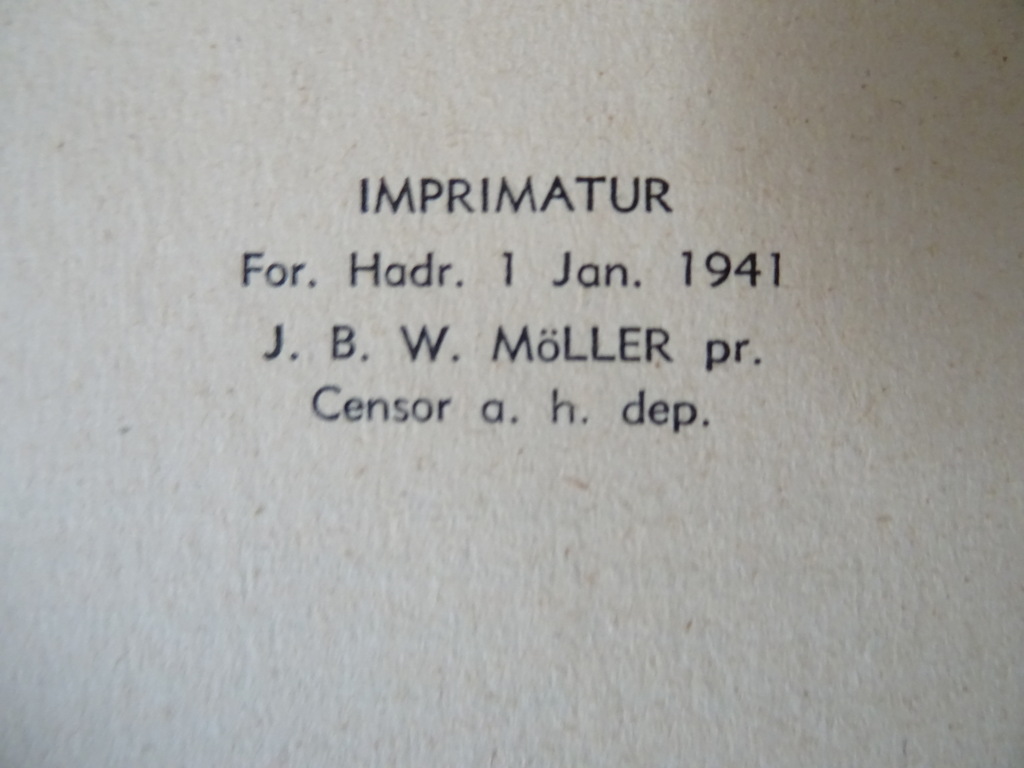 IMPRIMATUR
For. Hadr. 1 Jan. 1941
J. B. W. MöLLER pr.
Censor a. h. dep.